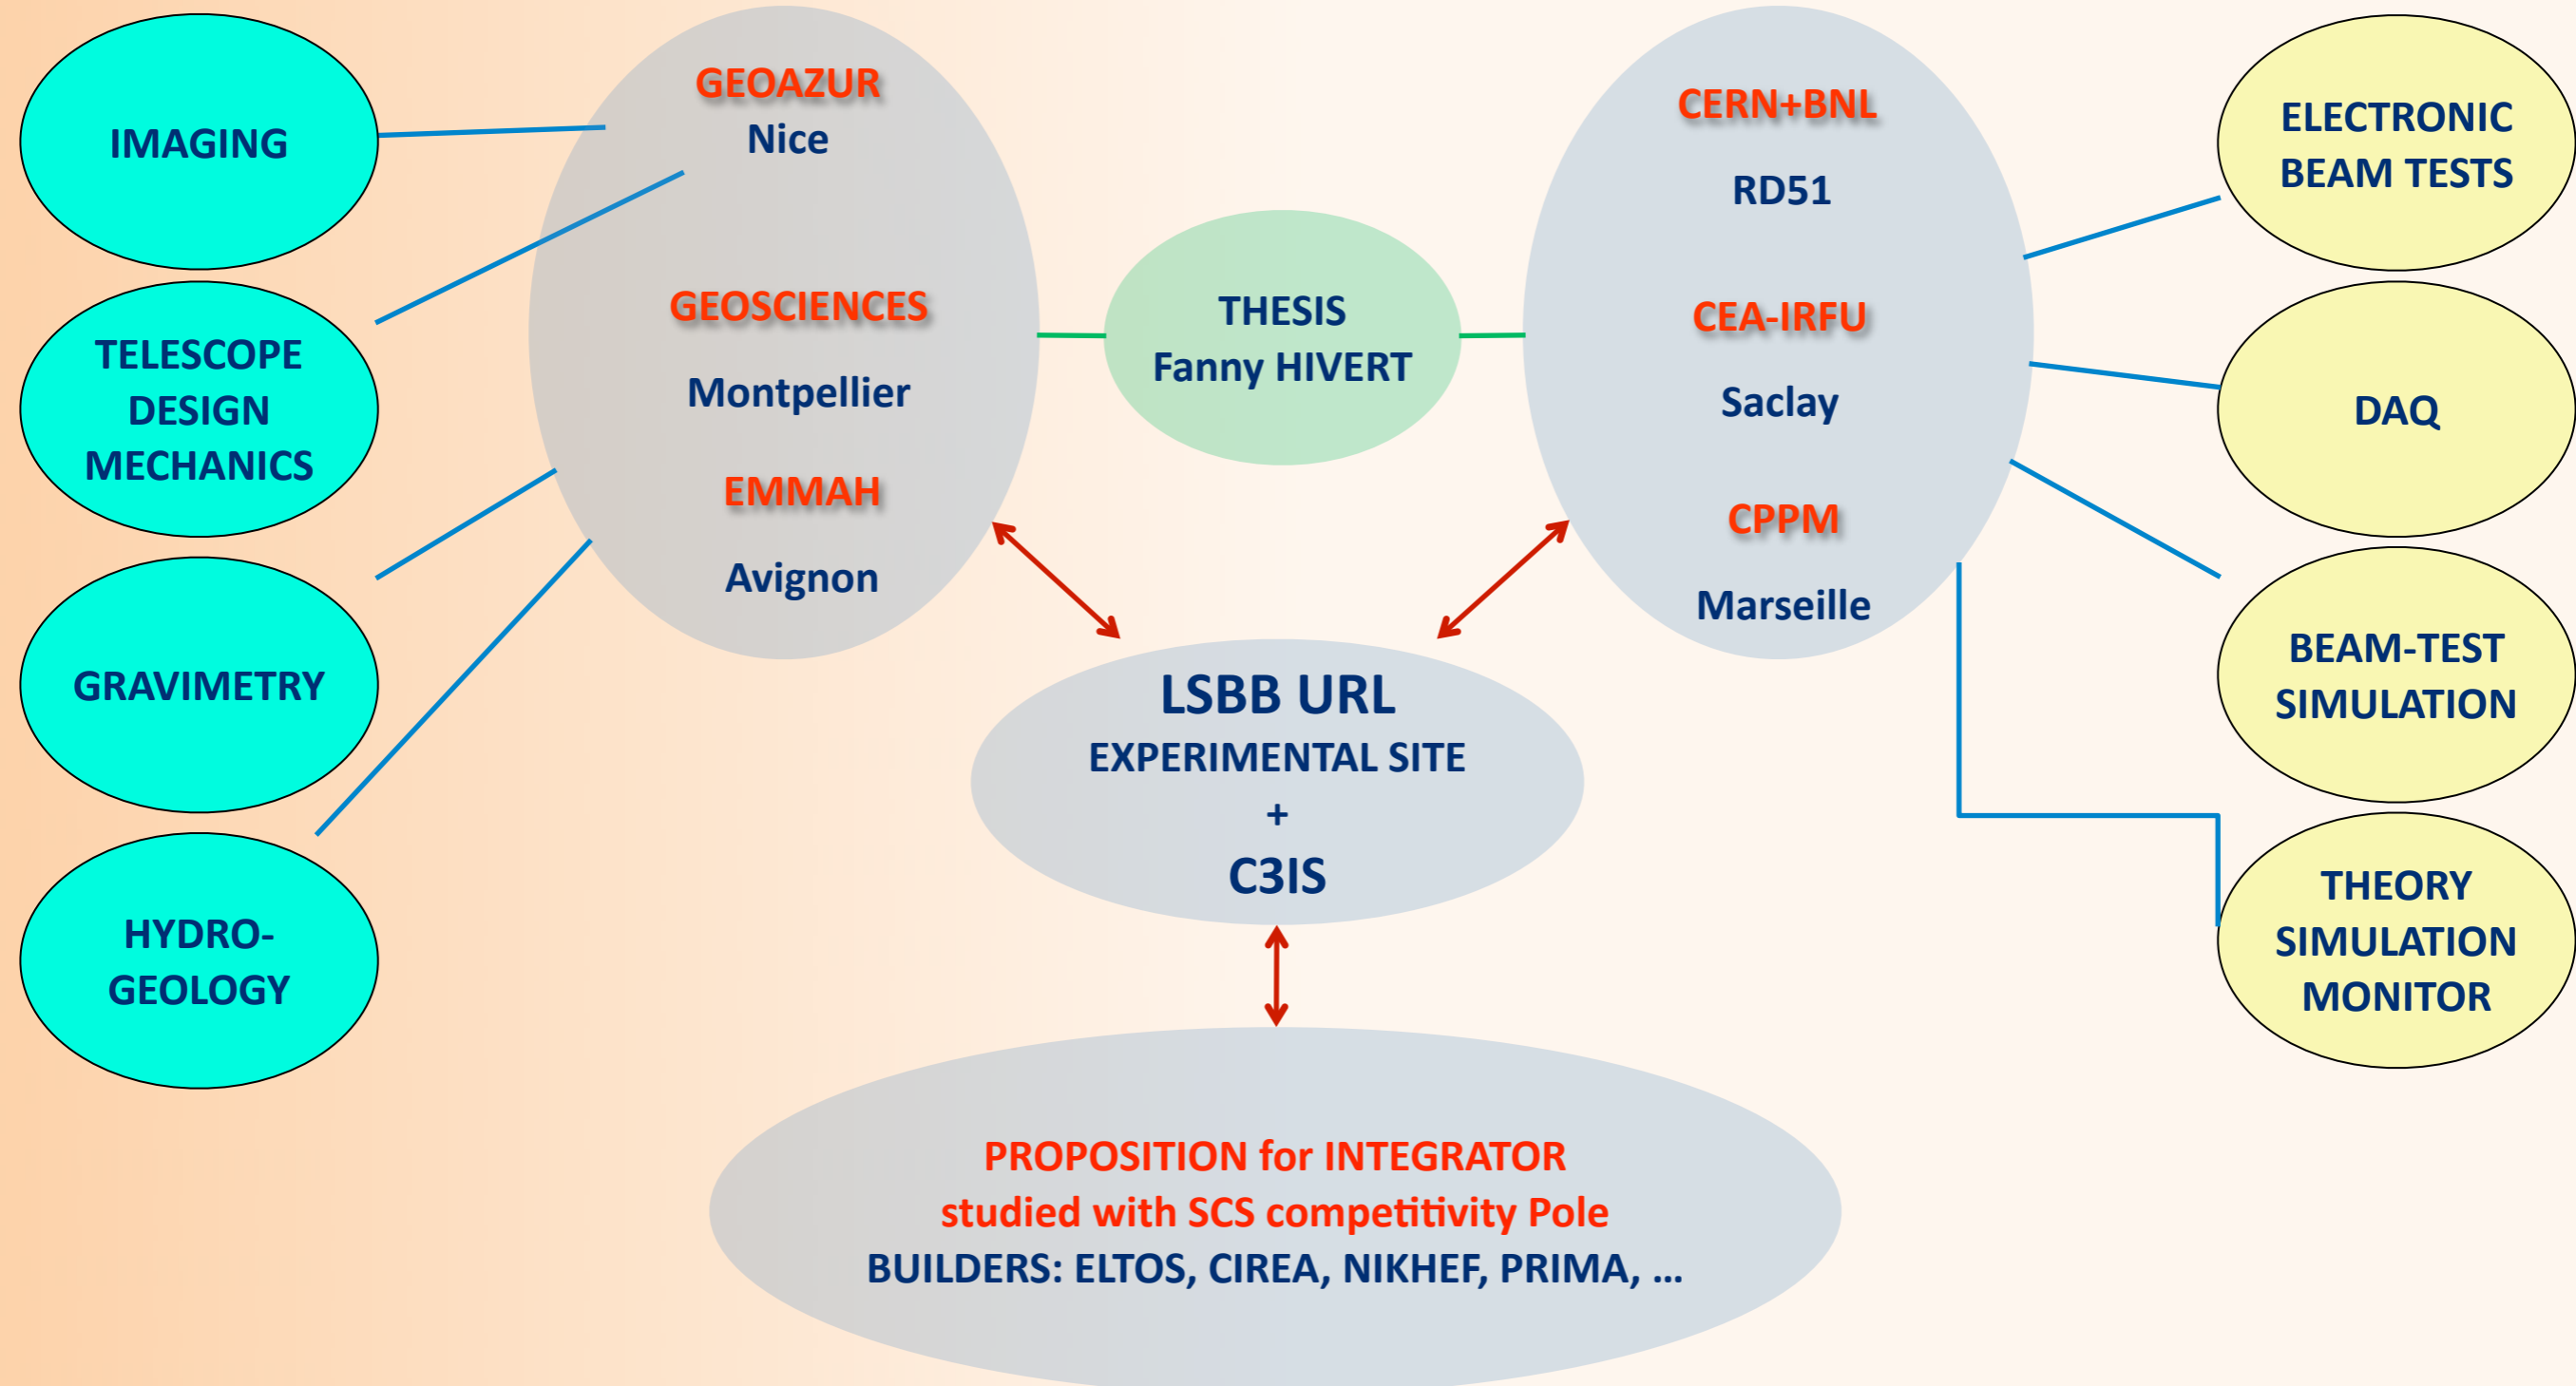 IMAGING
TELESCOPE
DESIGN
MECHANICS
GRAVIMETRY
HYDRO-
GEOLOGY
GEOAZUR
Nice
GEOSCIENCES
Montpellier
EMMAH
Avignon
THESIS
Fanny HIVERT
CERN+BNL
RD51
CEA-IRFU
Saclay
CPPM
Marseille
ELECTRONIC
BEAM TESTS
DAQ
BEAM-TEST
SIMULATION
THEORY
SIMULATION
MONITOR
LSBB URL
EXPERIMENTAL SITE
+
C3IS
PROPOSITION for INTEGRATOR
studied with SCS competitivity Pole
BUILDERS: ELTOS, CIREA, NIKHEF, PRIMA, ...